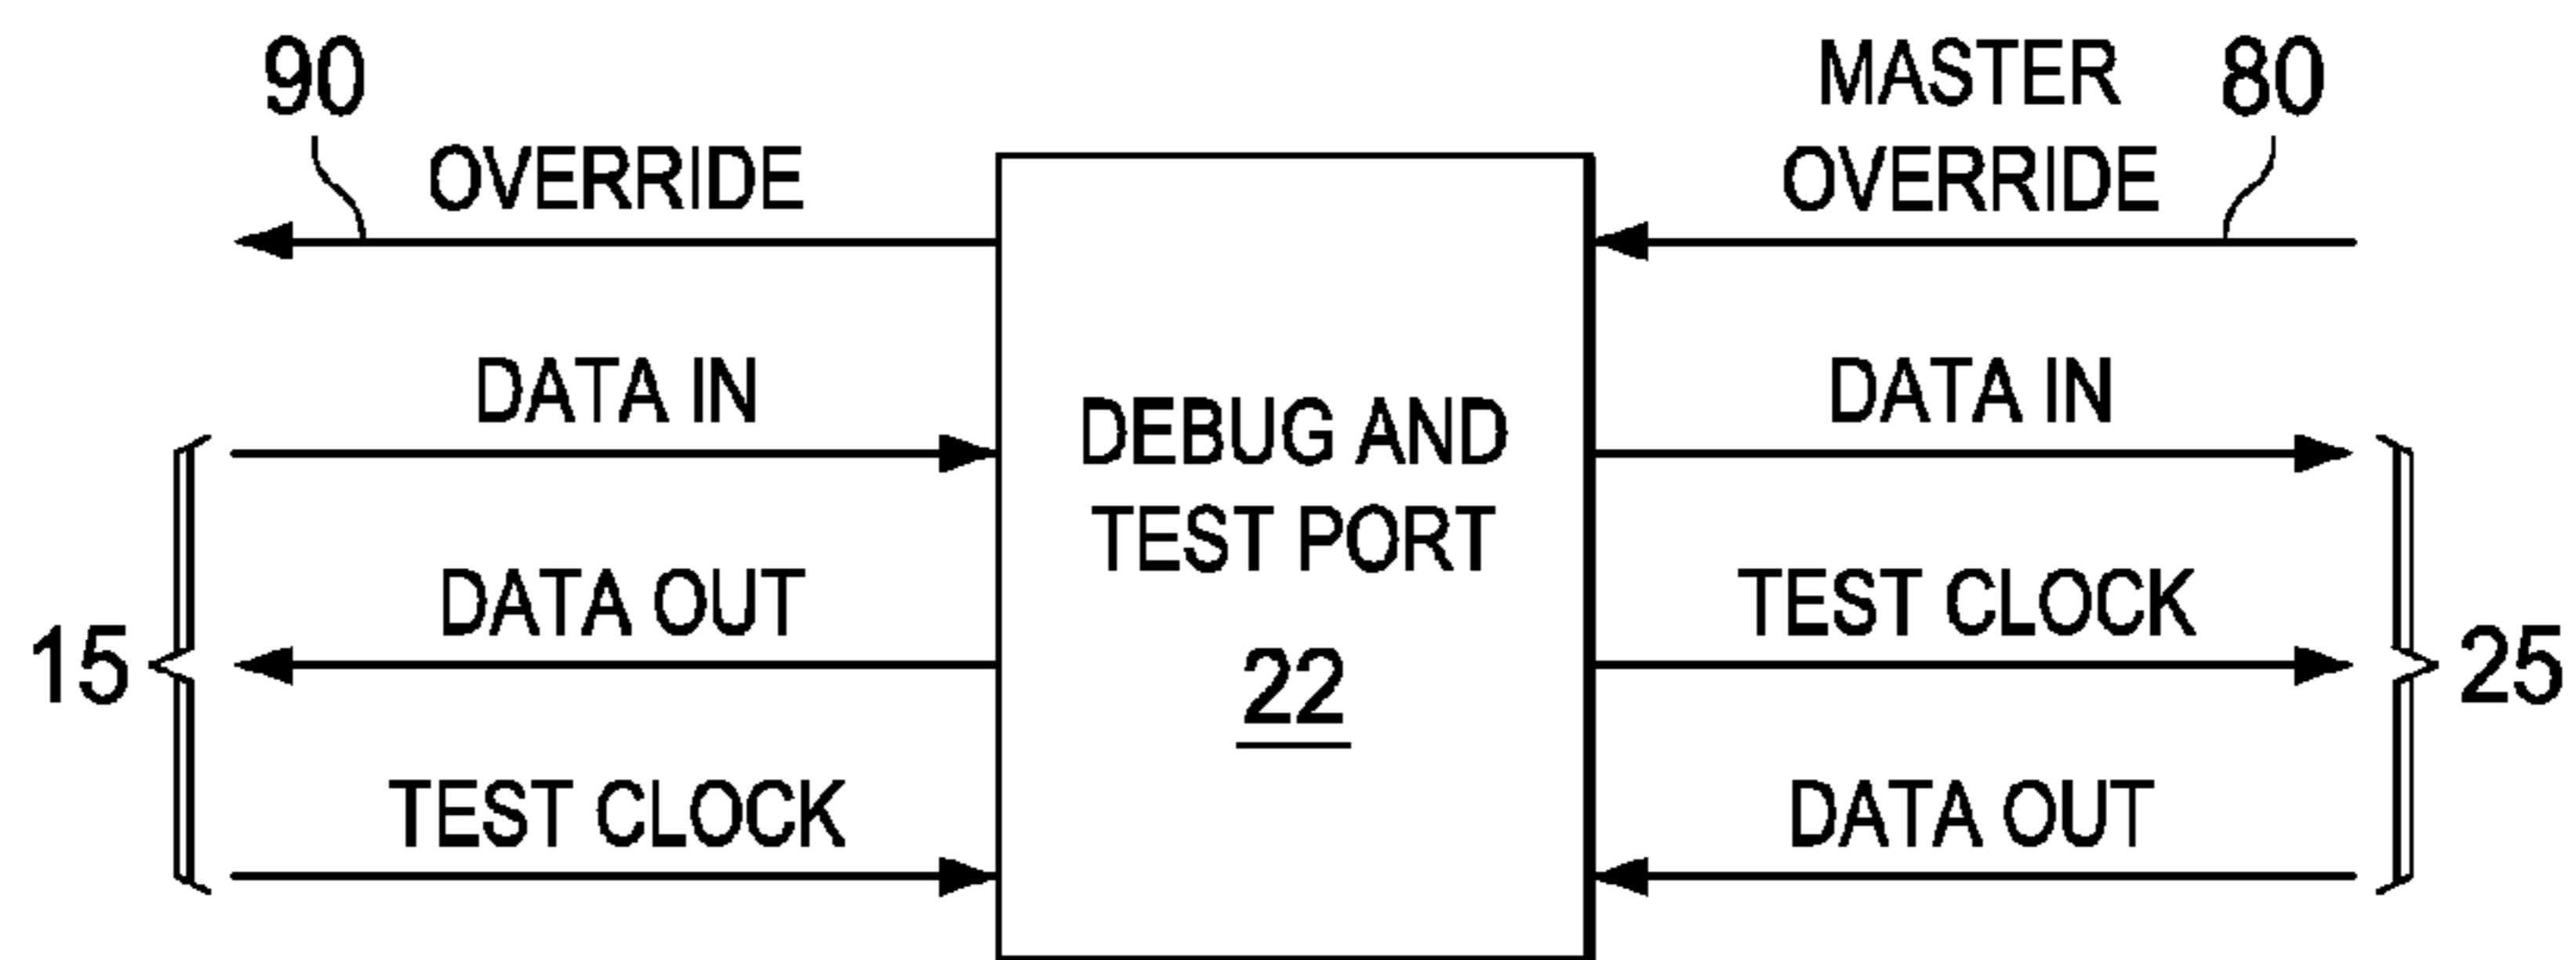 90
OVERRIDE
MASTER
OVERRIDE
80
DATA IN
DATA OUT
TEST CLOCK
15
DEBUG AND
TEST PORT
22
DATA IN
TEST CLOCK
DATA OUT
25